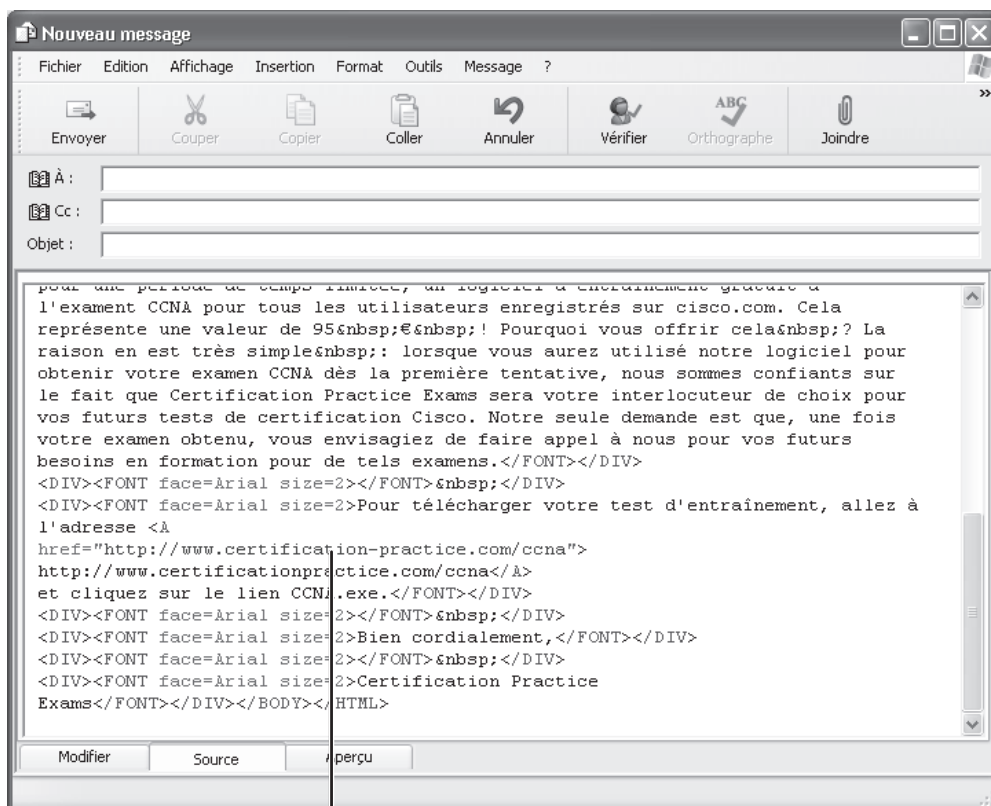 Nouveau message
Fichier Edition Affichage Insertion Format Outils Message ?
Envoyer Couper Copier Coller Annuler Vérifier Orthographe Joindre »
À :
Cc :
Objet :
pour une période de temps limitée, un logiciel d'entraînement gratuit à
l'exament CCNA pour tous les utilisateurs enregistrés sur cisco.com. Cela
représente une valeur de 95&nbsp;€&nbsp;! Pourquoi vous offrir cela&nbsp;? La
raison en est très simple&nbsp;: lorsque vous aurez utilisé notre logiciel pour
obtenir votre examen CCNA dès la première tentative, nous sommes confiants sur
le fait que Certification Practice Exams sera votre interlocuteur de choix pour
vos futurs tests de certification Cisco. Notre seule demande est que, une fois
votre examen obtenu, vous envisagiez de faire appel à nous pour vos futurs
besoins en formation pour de tels examens.</FONT></DIV>
<DIV><FONT face=Arial size=2></FONT>&nbsp;</DIV>
<DIV><FONT face=Arial size=2>Pour télécharger votre test d'entraînement, allez à
l'adresse <A
href="http://www.certification-practice.com/ccna">
http://www.certificationpractice.com/ccna</A>
et cliquez sur le lien CCNA.exe.</FONT></DIV>
<DIV><FONT face=Arial size=2></FONT>&nbsp;</DIV>
<DIV><FONT face=Arial size=2>Bien cordialement,</FONT></DIV>
<DIV><FONT face=Arial size=2></FONT>&nbsp;</DIV>
<DIV><FONT face=Arial size=2>Certification Practice
Exams</FONT></DIV></BODY></HTML>
Modifier Source Aperçu